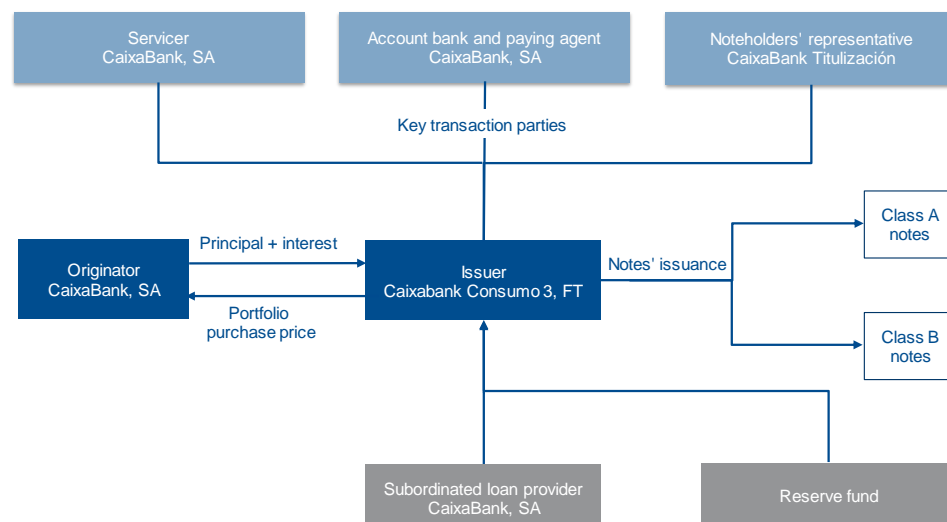 Servicer
CaixaBank, SA
Account bank and paying agent
CaixaBank, SA
Noteholders' representative
CaixaBank Titulización
Key transaction parties
Principal + interest
Originator
CaixaBank, SA
Portfolio
purchase price
Issuer
Caixabank Consumo 3, FT
Notes' issuance
Class A
notes
Class B
notes
Subordinated loan provider
CaixaBank, SA
Reserve fund